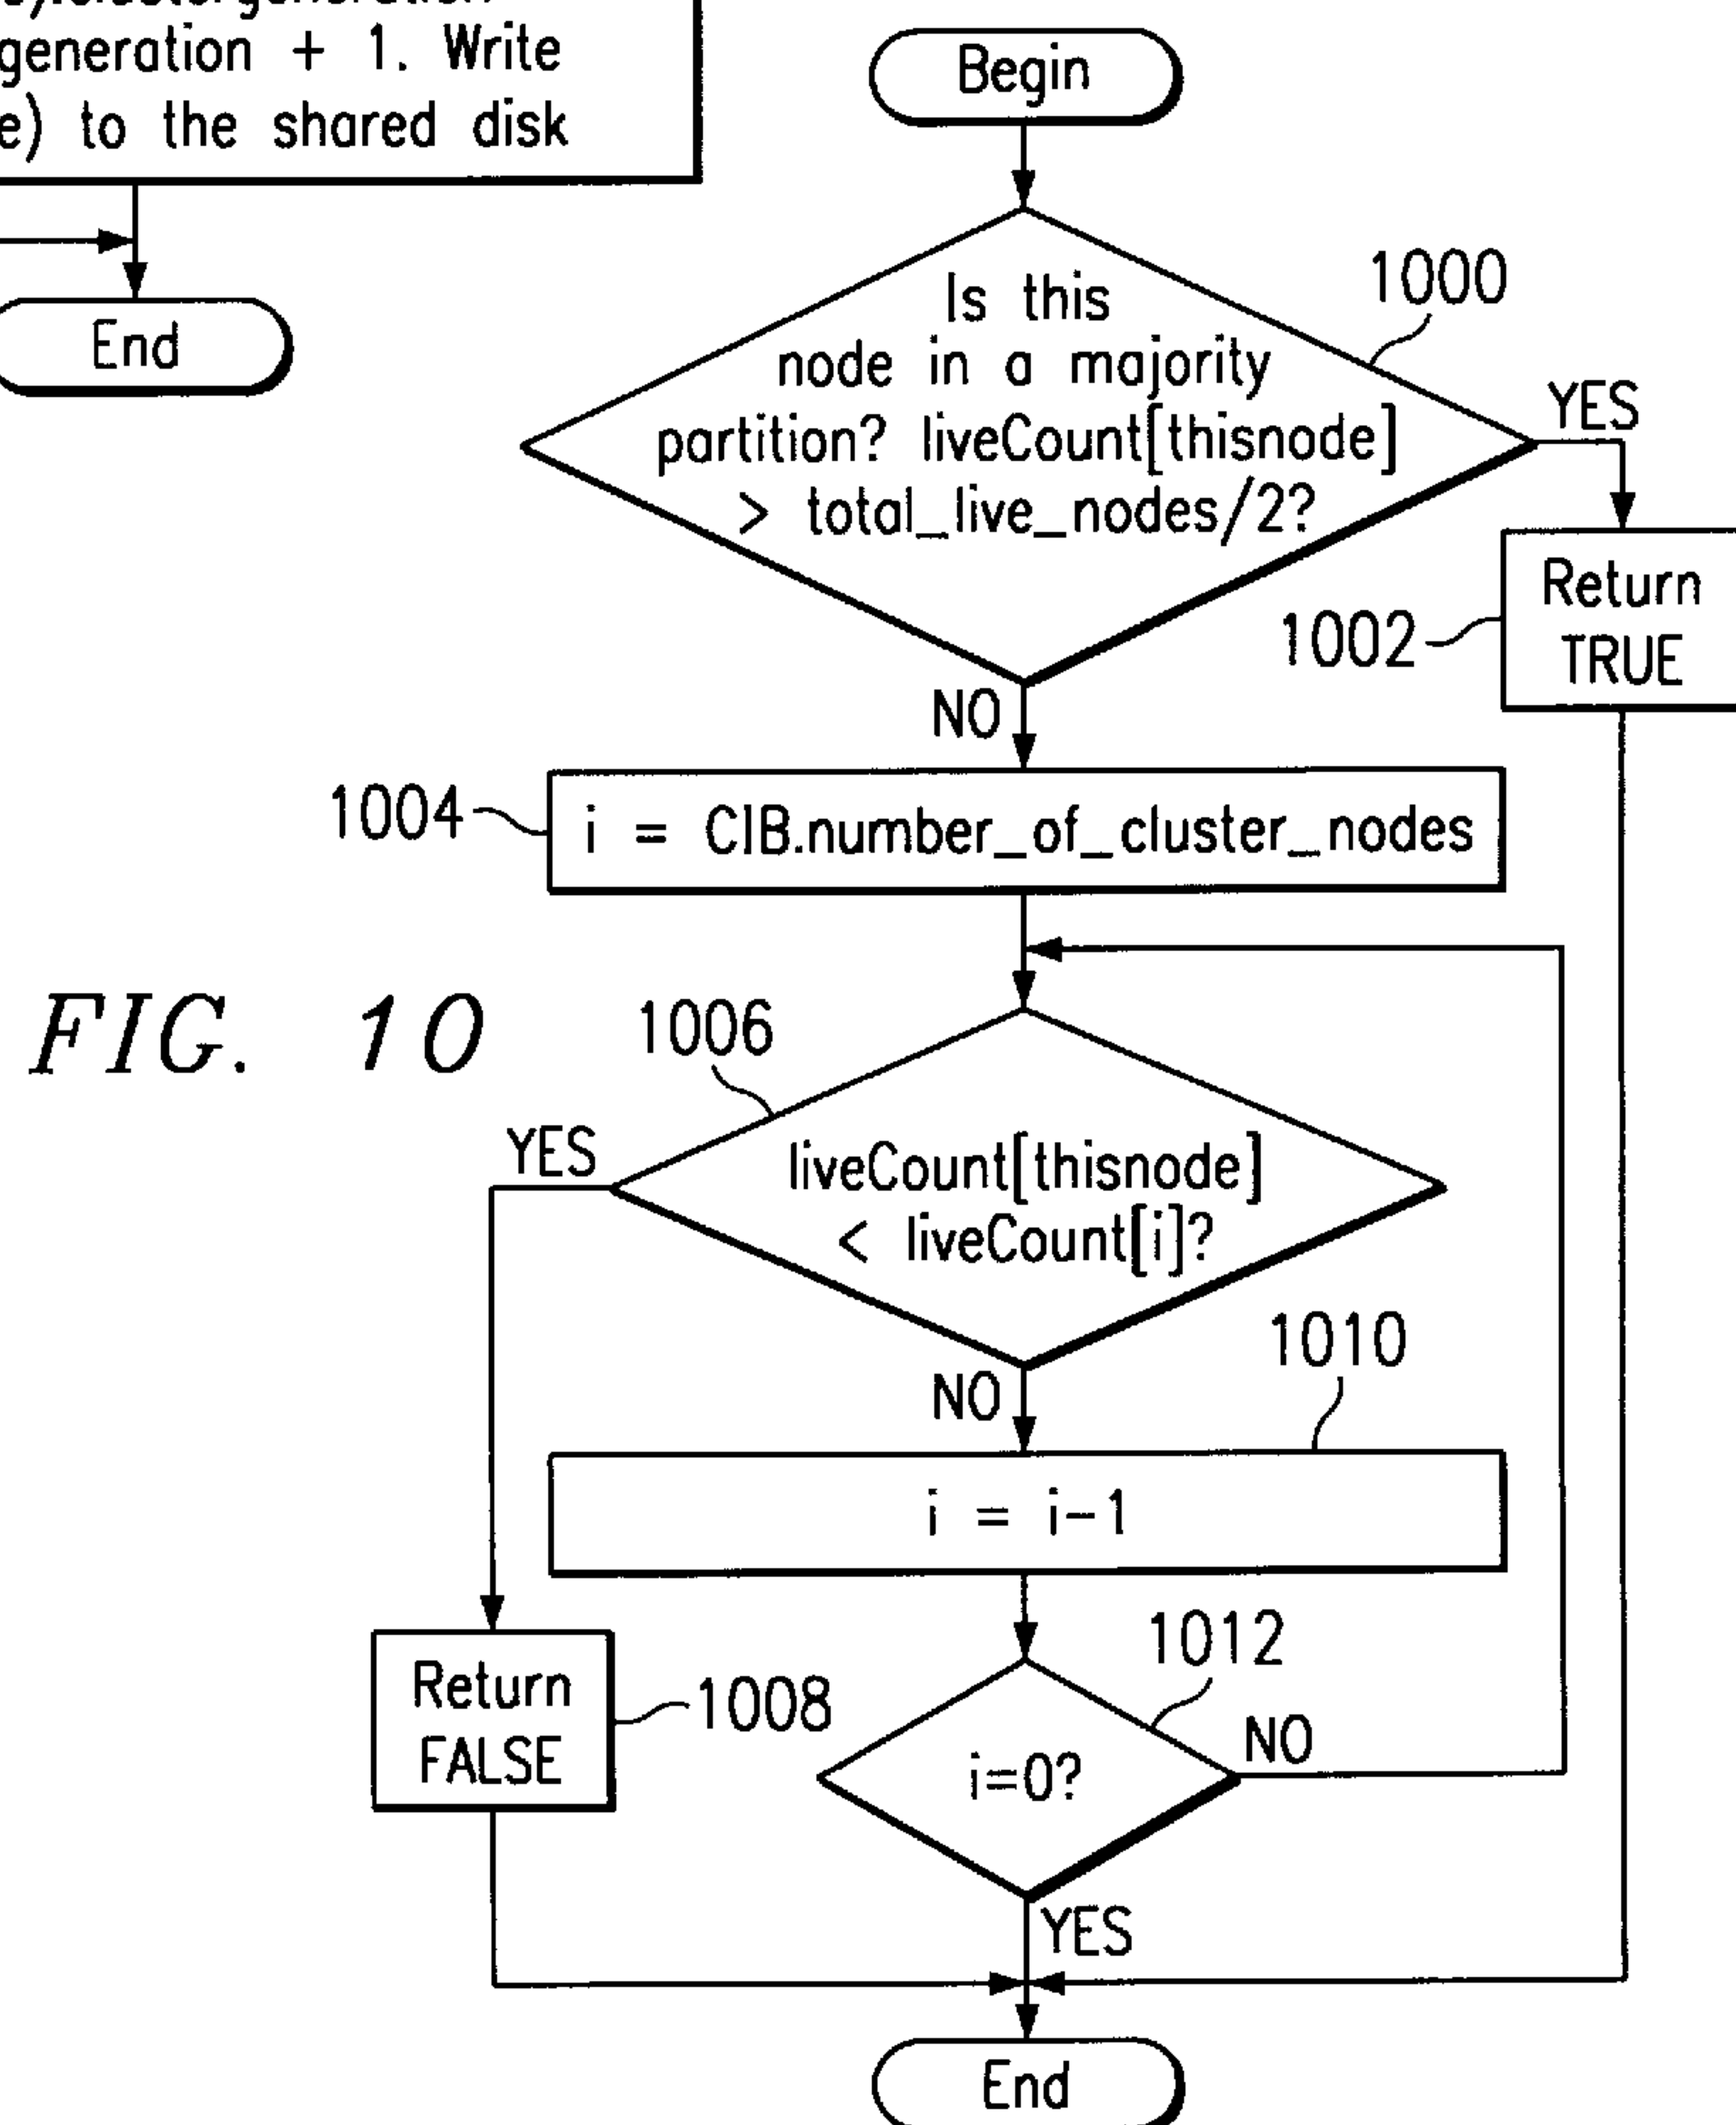 generation + 1. Write
e) to the shared disk
End
Begin
1000
Is this
node in a majority
partition? liveCount[thisnode]
> total_live_nodes/2?
YES
Return
TRUE
1002
NO
1004
i = CIB.number_of_cluster_nodes
FIG. 10
1006
YES
liveCount[thisnode]
< liveCount[i]?
1010
NO
i = i-1
1012
Return
FALSE
1008
i=0?
NO
YES
End